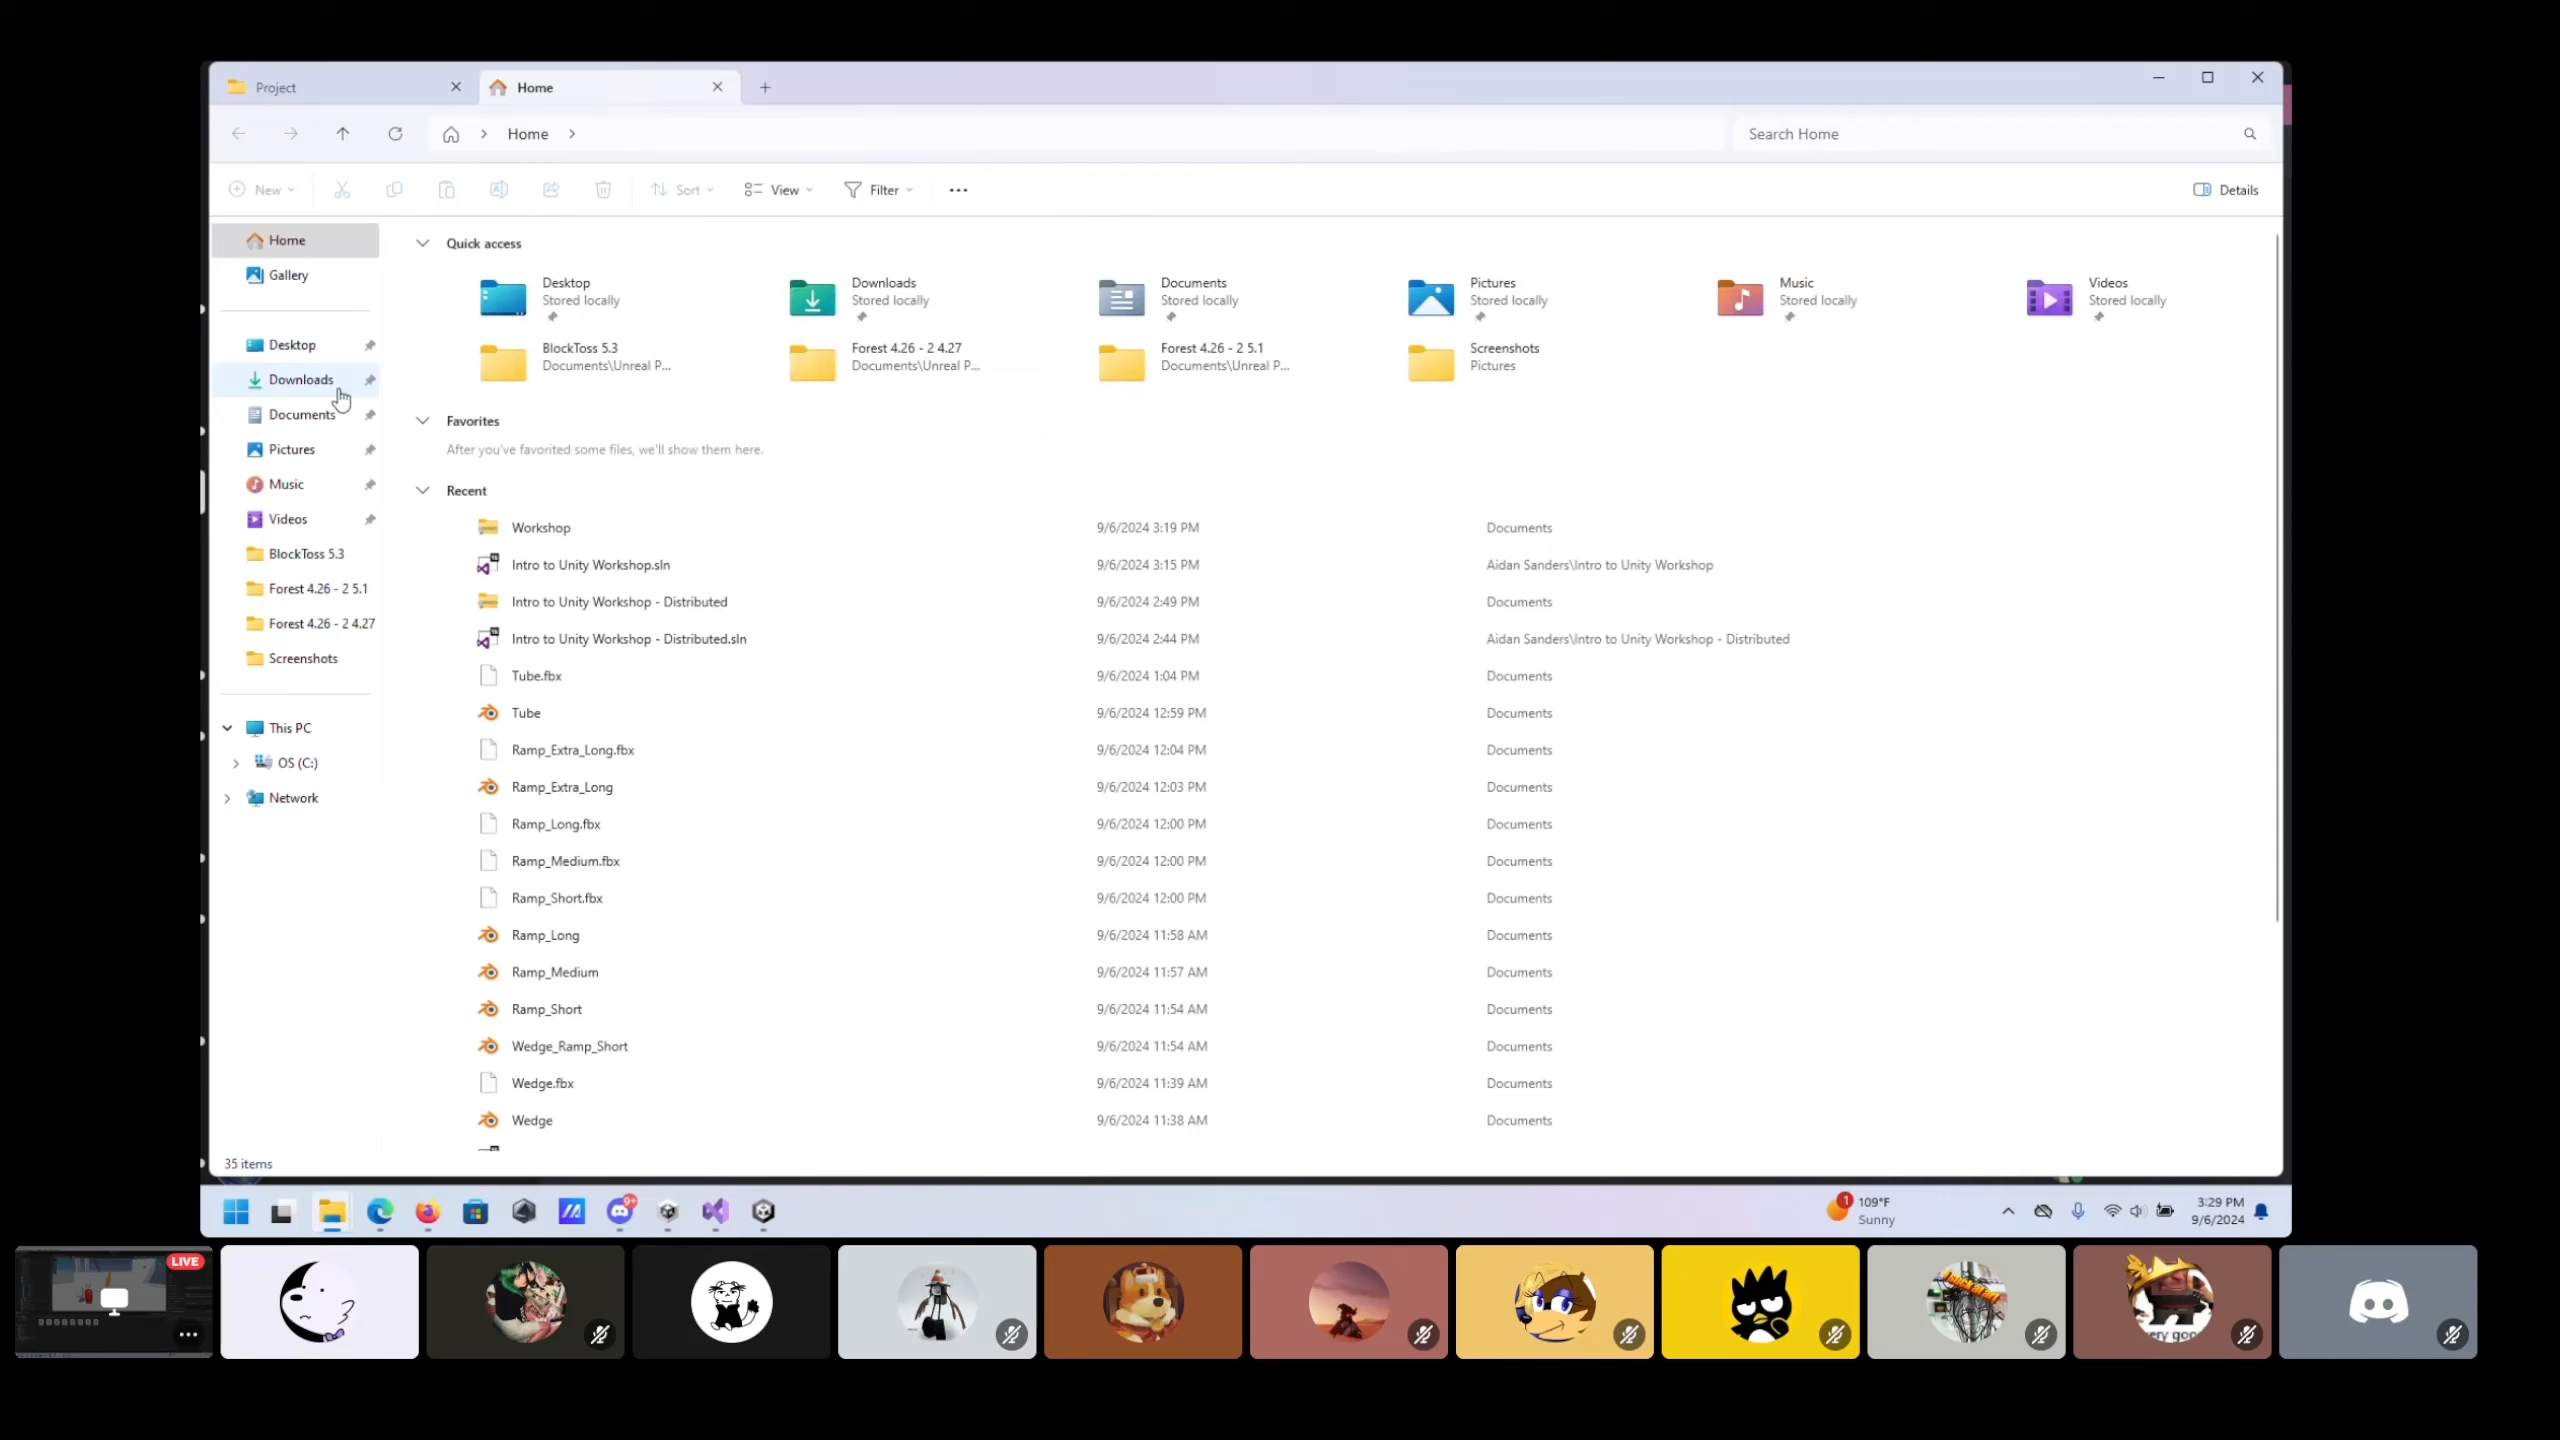 Project
Home
Home
Search Home
New
Sort
View
Filter
Details
Home
Gallery
Desktop
Downloads
Documents
Pictures
Music
Videos
BlockToss 5.3
Forest 4.26 - 2 5.1
Forest 4.26 - 2 4.27
Screenshots
This PC
OS (C:)
Network
Quick access
Desktop
Stored locally
Downloads
Stored locally
Documents
Stored locally
Pictures
Stored locally
Music
Stored locally
Videos
Stored locally
BlockToss 5.3
Documents\Unreal P...
Forest 4.26 - 2 4.27
Documents\Unreal P...
Forest 4.26 - 2 5.1
Documents\Unreal P...
Screenshots
Pictures
Favorites
After you've favorited some files, we'll show them here.
Recent
Workshop 9/6/2024 3:19 PM Documents
Intro to Unity Workshop.sln 9/6/2024 3:15 PM Aidan Sanders\Intro to Unity Workshop
Intro to Unity Workshop - Distributed 9/6/2024 2:49 PM Documents
Intro to Unity Workshop - Distributed.sln 9/6/2024 2:44 PM Aidan Sanders\Intro to Unity Workshop - Distributed
Tube.fbx 9/6/2024 1:04 PM Documents
Tube 9/6/2024 12:59 PM Documents
Ramp_Extra_Long.fbx 9/6/2024 12:04 PM Documents
Ramp_Extra_Long 9/6/2024 12:03 PM Documents
Ramp_Long.fbx 9/6/2024 12:00 PM Documents
Ramp_Medium.fbx 9/6/2024 12:00 PM Documents
Ramp_Short.fbx 9/6/2024 12:00 PM Documents
Ramp_Long 9/6/2024 11:58 AM Documents
Ramp_Medium 9/6/2024 11:57 AM Documents
Ramp_Short 9/6/2024 11:54 AM Documents
Wedge_Ramp_Short 9/6/2024 11:54 AM Documents
Wedge.fbx 9/6/2024 11:39 AM Documents
Wedge 9/6/2024 11:38 AM Documents
35 items
9+
1
109°F
Sunny
3:29 PM
9/6/2024
LIVE